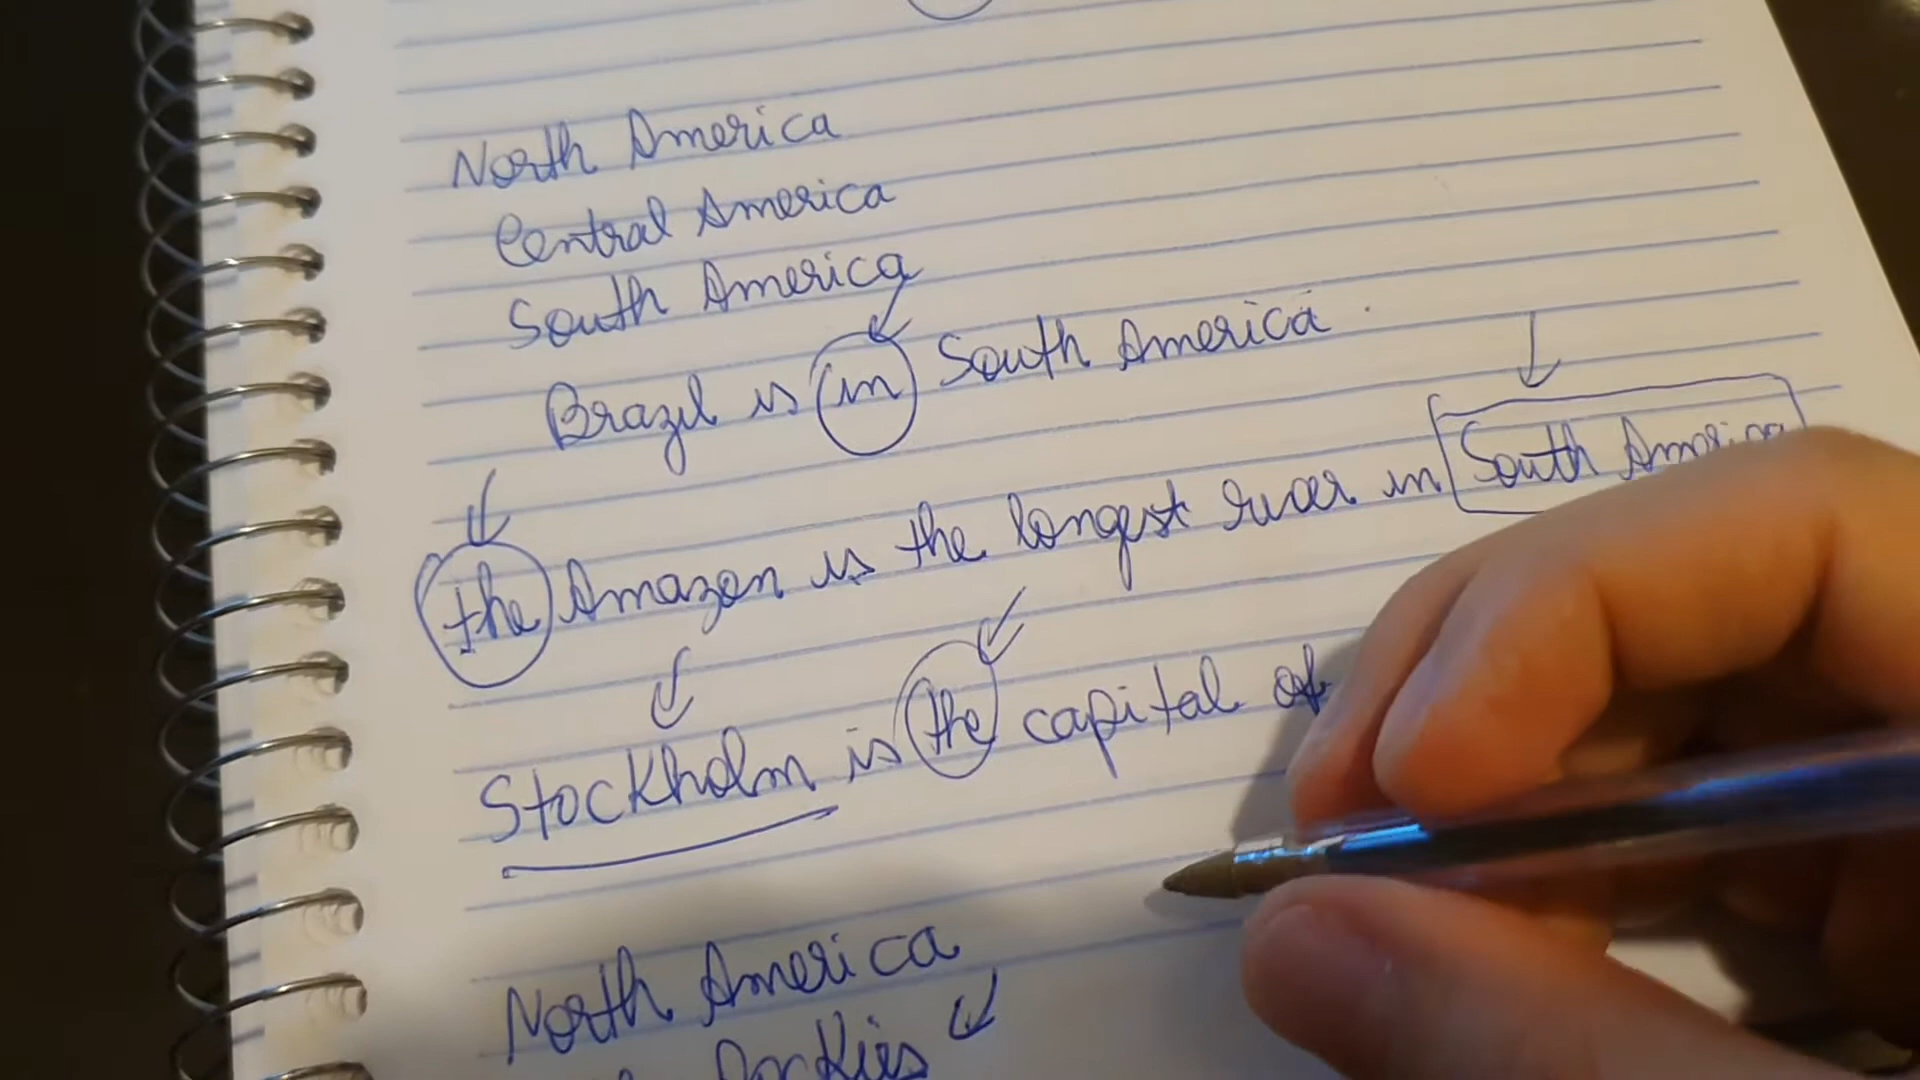 North America
Central America
South America
Brazil is in South America
the Amazon is the longest river in South America
Stockholm is the capital of
North America